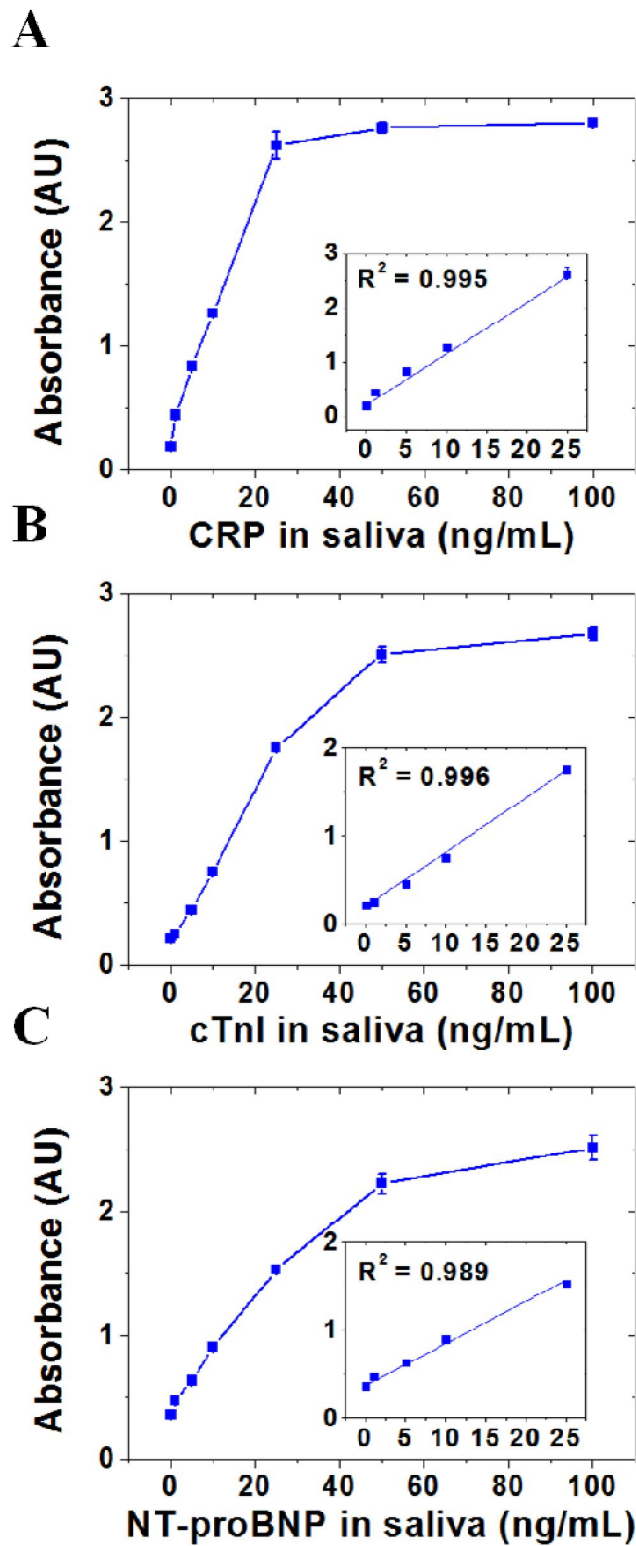 A
Absorbance (AU)
3
2
1
0
R² = 0.995
3
2
1
0
0 5 10 15 20 25
0 20 40 60 80 100
CRP in saliva (ng/mL)
B
Absorbance (AU)
3
2
1
0
R² = 0.996
2
1
0
0 5 10 15 20 25
0 20 40 60 80 100
cTnI in saliva (ng/mL)
C
Absorbance (AU)
3
2
1
0
R² = 0.989
2
1
0
0 5 10 15 20 25
0 20 40 60 80 100
NT-proBNP in saliva (ng/mL)